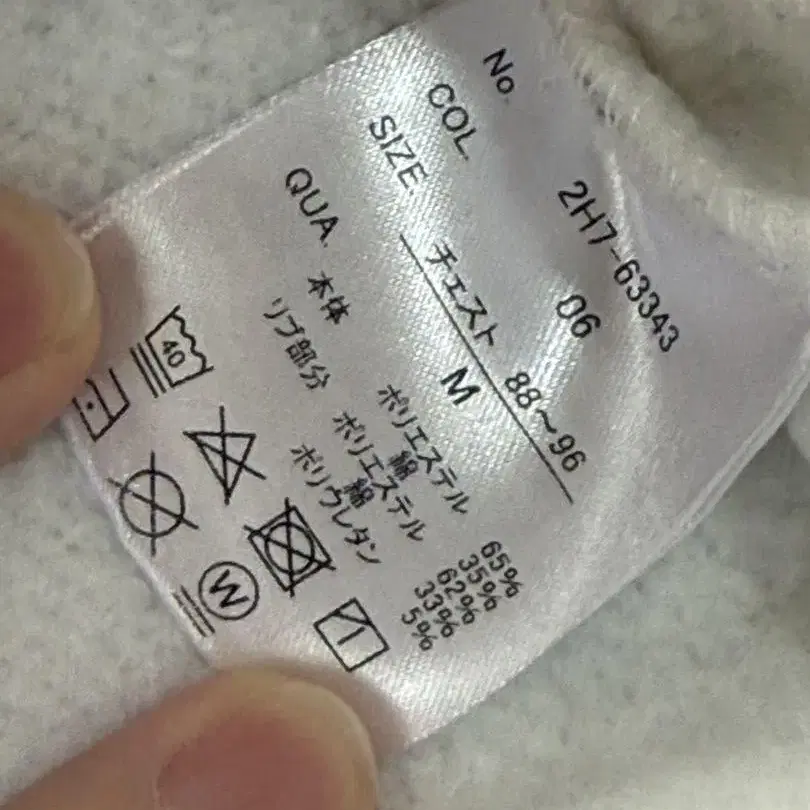 No. 2H7-63343
COL. 06
SIZE チェスト 88~96
M
QUA. 本体 ポリエステル 65%
綿 35%
リブ部分 ポリエステル 62%
綿 33%
ポリウレタン 5%
40
W